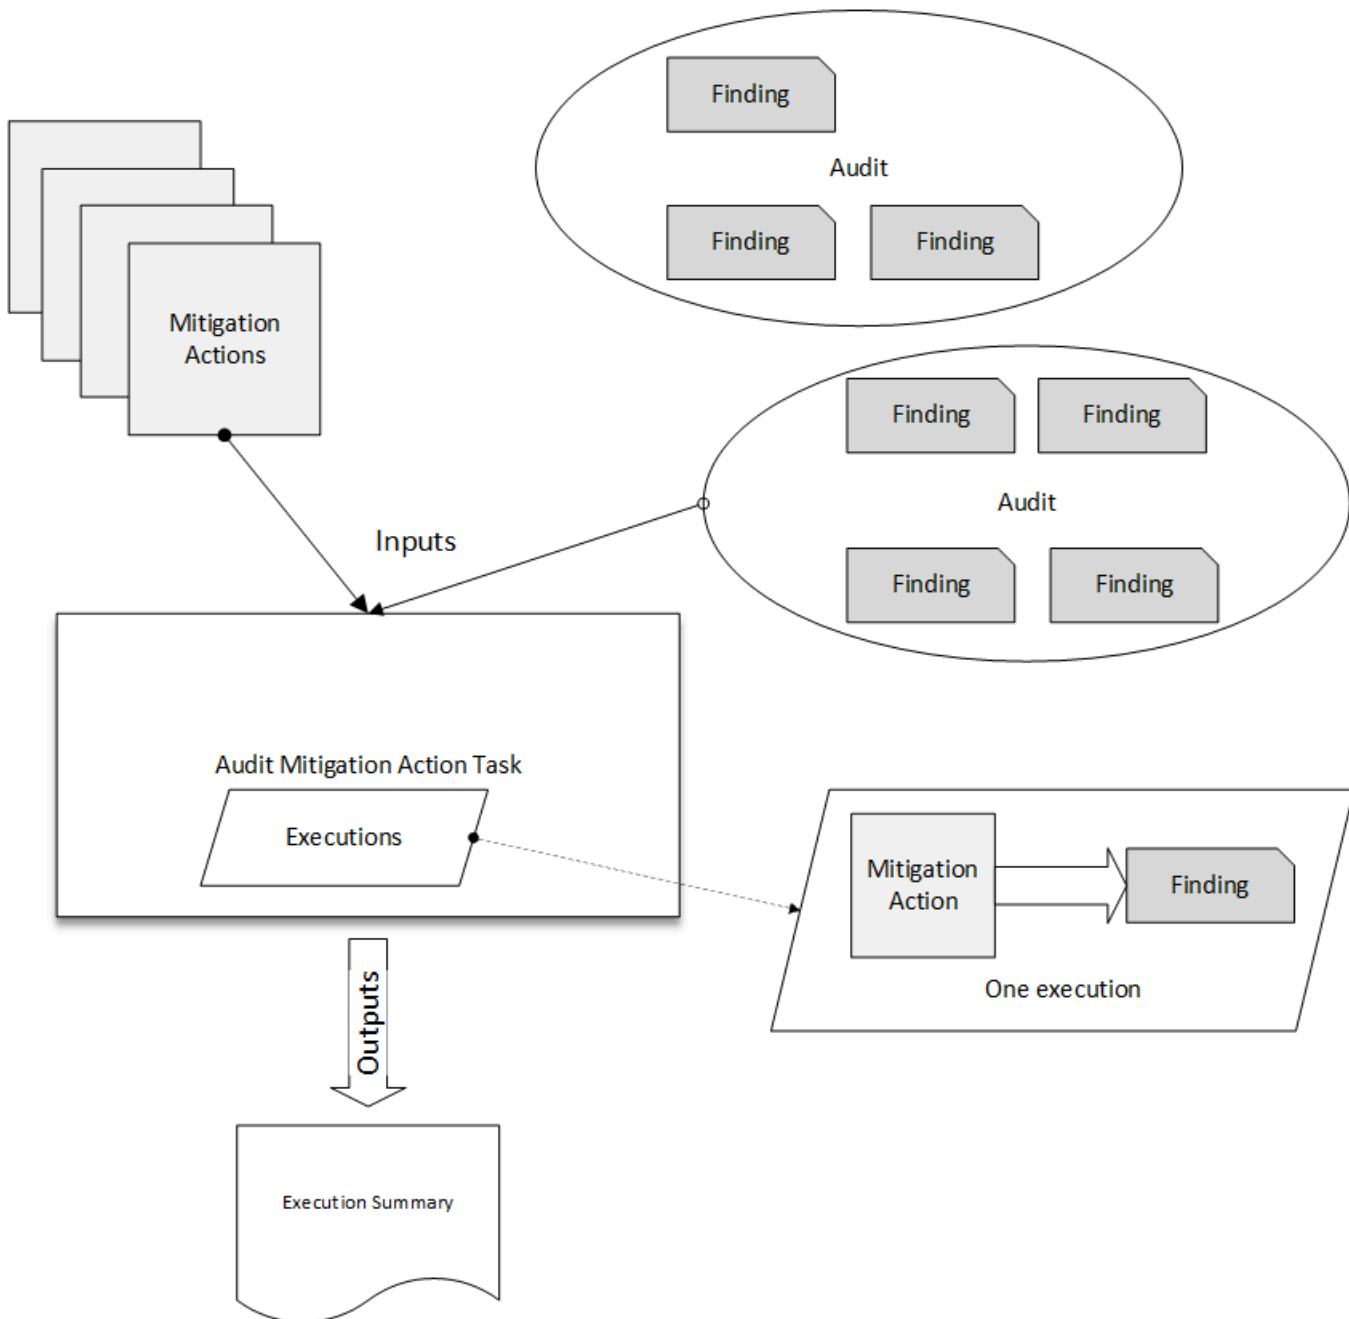 Finding
Audit
Finding
Finding
Mitigation
Actions
Finding
Finding
Audit
Finding
Finding
Inputs
Audit Mitigation Action Task
Executions
Mitigation
Action
Finding
One execution
Outputs
Execution Summary